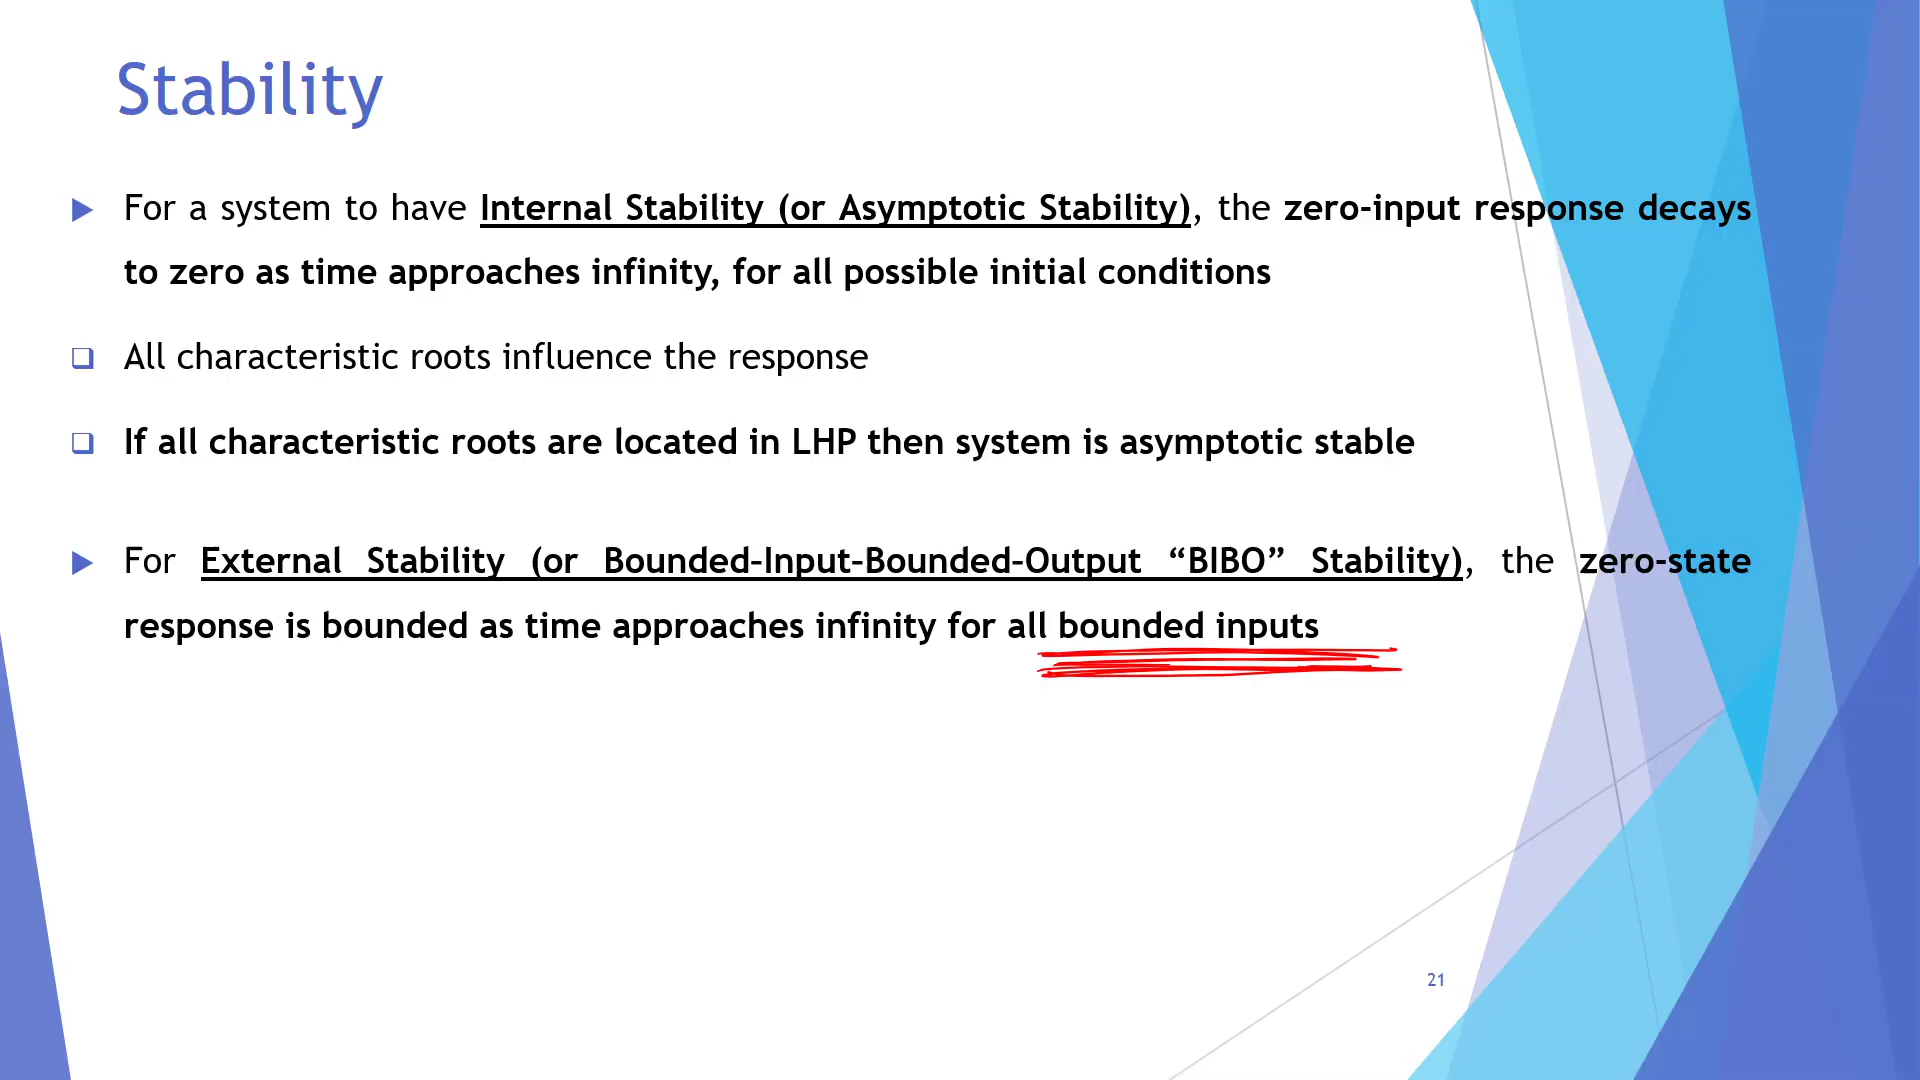 Stability
For a system to have Internal Stability (or Asymptotic Stability), the zero-input response decays
to zero as time approaches infinity, for all possible initial conditions
All characteristic roots influence the response
If all characteristic roots are located in LHP then system is asymptotic stable
For External Stability (or Bounded-Input-Bounded-Output “BIBO” Stability), the zero-state
response is bounded as time approaches infinity for all bounded inputs
21